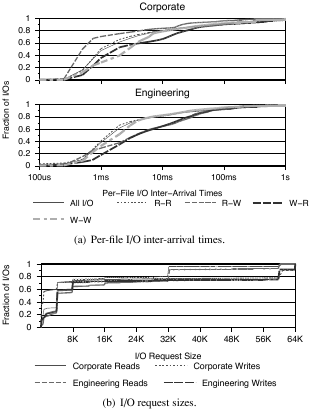 Corporate
1
0.8
0.6
0.4
0.2
0
Fraction of I/Os
Engineering
1
0.8
0.6
0.4
0.2
0
100us 1ms 10ms 100ms 1s
Per−File I/O Inter−Arrival Times
All I/O R−R R−W W−R
W−W
(a) Per-file I/O inter-arrival times.
1
0.8
0.6
0.4
0.2
0
Fraction of I/Os
8K 16K 24K 32K 40K 48K 56K 64K
I/O Request Size
Corporate Reads Corporate Writes
Engineering Reads Engineering Writes
(b) I/O request sizes.